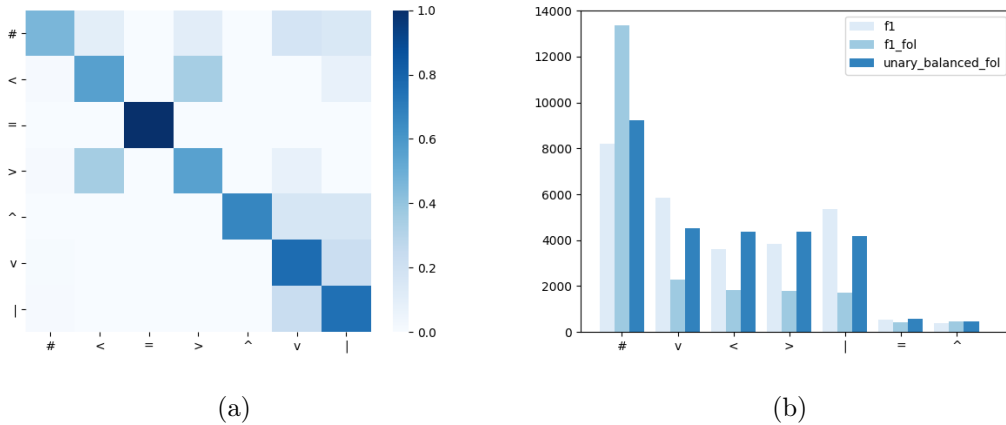 #
<
=
>
^
v
|
# < = > ^ v |
1.0
0.8
0.6
0.4
0.2
0.0
(a)
14000
12000
10000
8000
6000
4000
2000
0
f1
f1_fol
unary_balanced_fol
# v < > | = ^
(b)